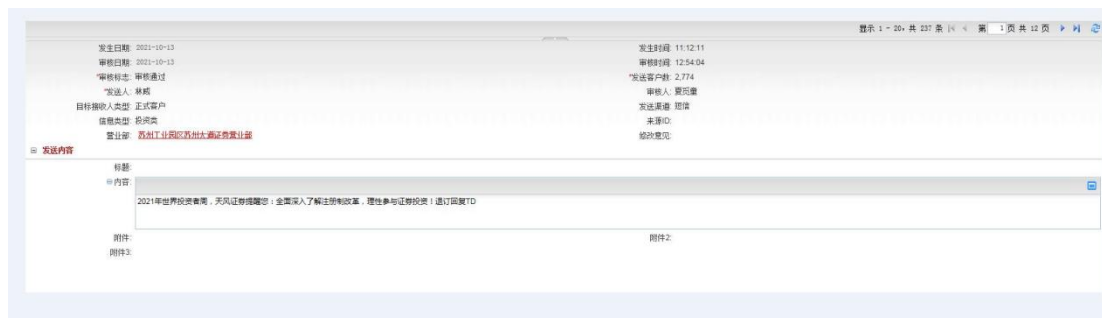 显示 1 - 20, 共 237 条 第 1 页 共 12 页
发生日期: 2021-10-13 发生时间: 11:12:11
审核日期: 2021-10-13 审核时间: 12:54:04
*审核标志: 审核通过 *发送客户数: 2,774
*发送人: 林威 审核人:
目标接收人类型: 正式客户 发送渠道: 短信
信息类型: 投资类 来源ID:
营业部: 苏州工业园区苏州大道证券营业部 修改意见:
发送内容
标题:
内容:
2021年世界投资者周，天风证券提醒您：全面深入了解注册制改革，理性参与证券投资！退订回复TD
附件: 附件2:
附件3: